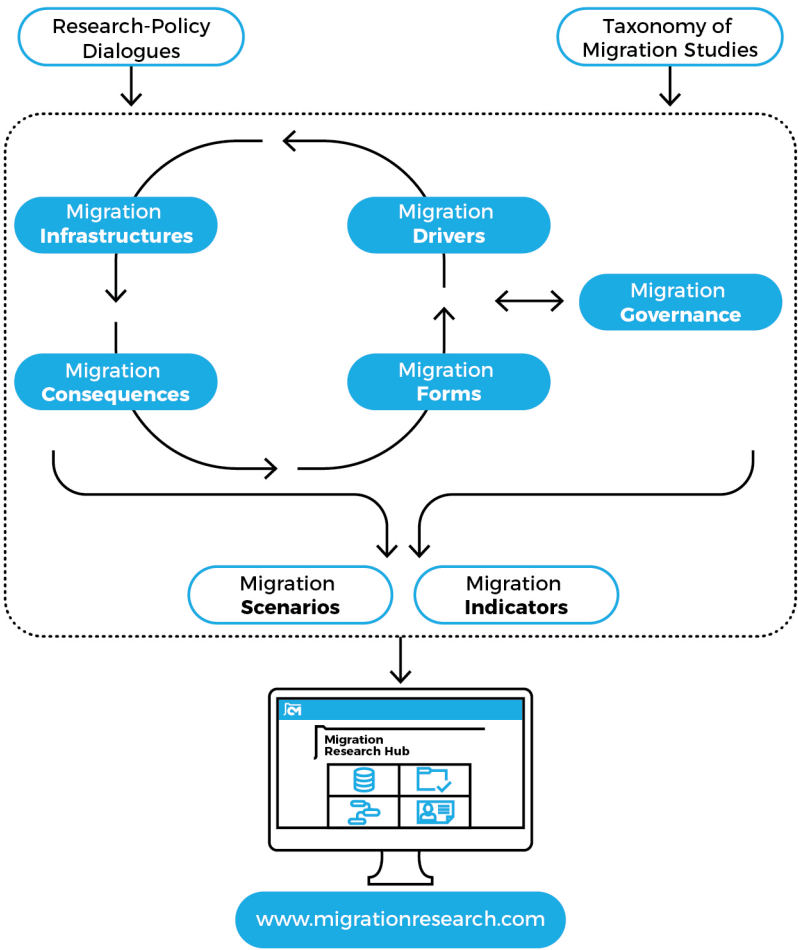 Research-Policy
Dialogues
Taxonomy of
Migration Studies
Migration
Infrastructures
Migration
Drivers
Migration
Governance
Migration
Consequences
Migration
Forms
Migration
Scenarios
Migration
Indicators
Migration
Research Hub
www.migrationresearch.com